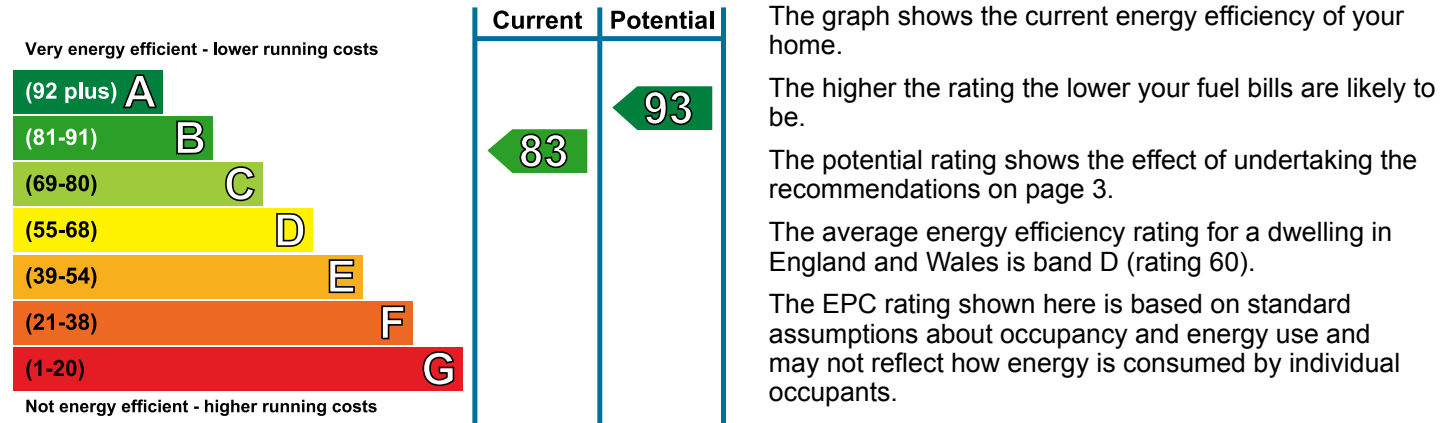 Current Potential
Very energy efficient - lower running costs
(92 plus) A
(81-91) B
(69-80) C
(55-68) D
(39-54) E
(21-38) F
(1-20) G
Not energy efficient - higher running costs
83
93
The graph shows the current energy efficiency of your
home.
The higher the rating the lower your fuel bills are likely to
be.
The potential rating shows the effect of undertaking the
recommendations on page 3.
The average energy efficiency rating for a dwelling in
England and Wales is band D (rating 60).
The EPC rating shown here is based on standard
assumptions about occupancy and energy use and
may not reflect how energy is consumed by individual
occupants.